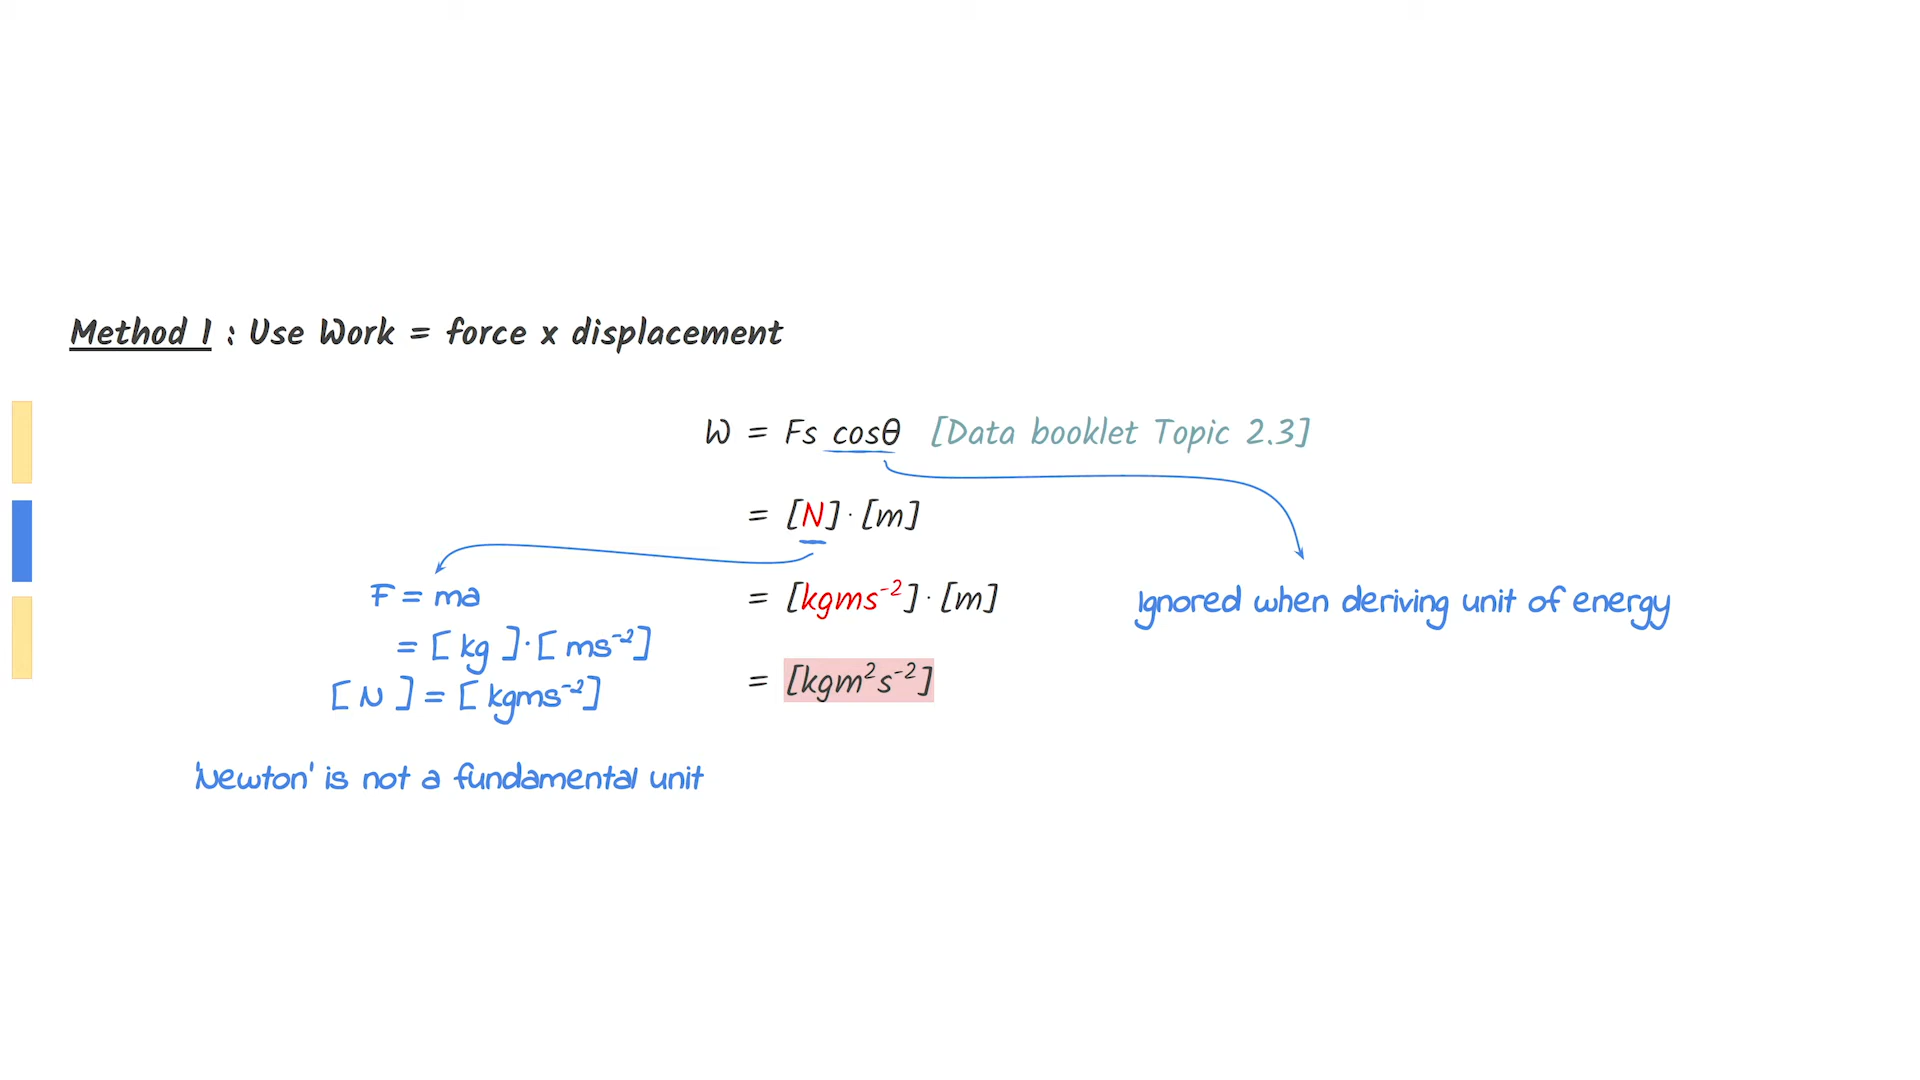 Method 1 : Use Work = force x displacement
W = Fs cosθ [Data booklet Topic 2.3]
= [N]·[m]
= [kgms⁻²]·[m]
= [kgm²s⁻²]
F = ma
= [ kg ]·[ ms⁻²]
[ N ] = [ kgms⁻²]
'Newton' is not a fundamental unit
Ignored when deriving unit of energy